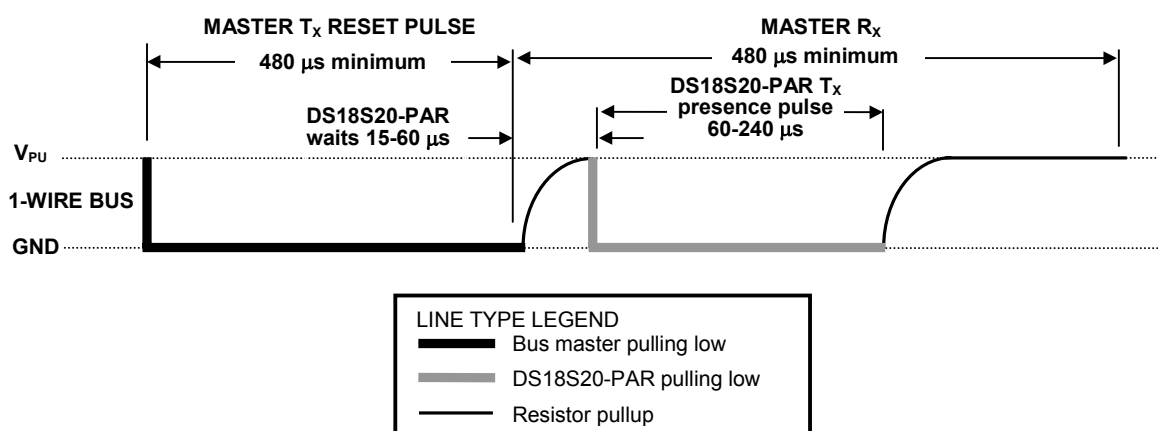 MASTER TX RESET PULSE
480 μs minimum
MASTER RX
480 μs minimum
DS18S20-PAR
waits 15-60 μs
DS18S20-PAR TX
presence pulse
60-240 μs
VPU
1-WIRE BUS
GND
LINE TYPE LEGEND
Bus master pulling low
DS18S20-PAR pulling low
Resistor pullup